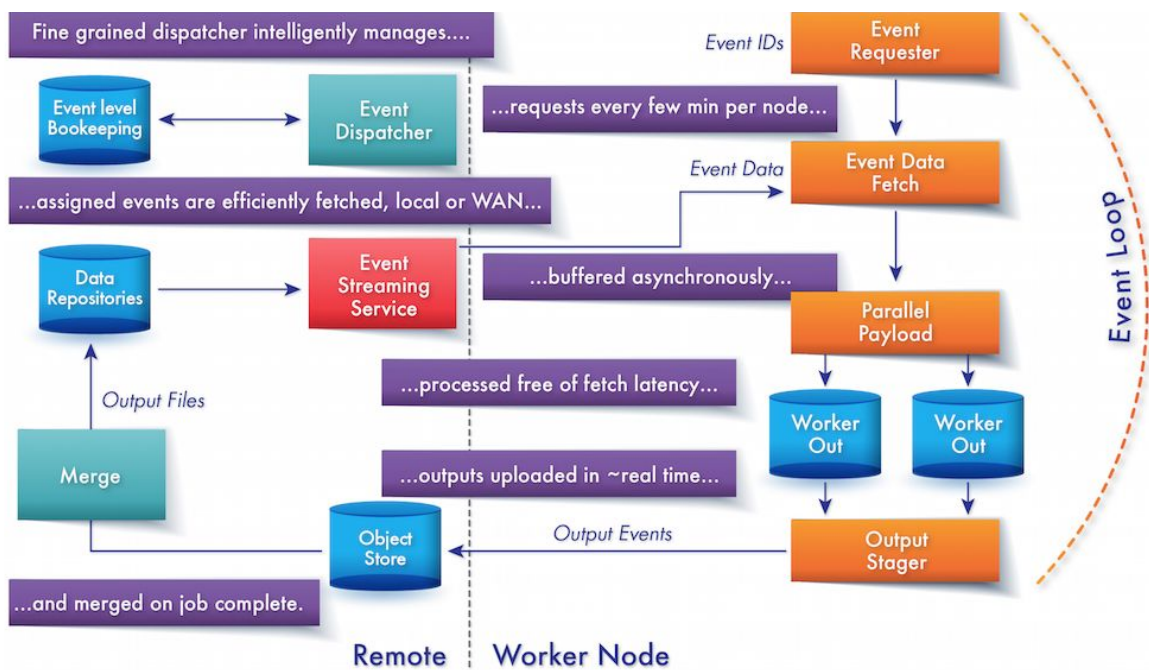 Fine grained dispatcher intelligently manages....
Event IDs
Event
Requester
Event level
Bookeeping
Event
Dispatcher
...requests every few min per node...
Event Data
Event Data
Fetch
...assigned events are efficiently fetched, local or WAN...
Data
Repositories
Event
Streaming
Service
...buffered asynchronously...
Parallel
Payload
Event Loop
...processed free of fetch latency...
Output Files
Worker
Out
Worker
Out
Merge
...outputs uploaded in ~real time...
Object
Store
Output Events
Output
Stager
...and merged on job complete.
Remote
Worker Node